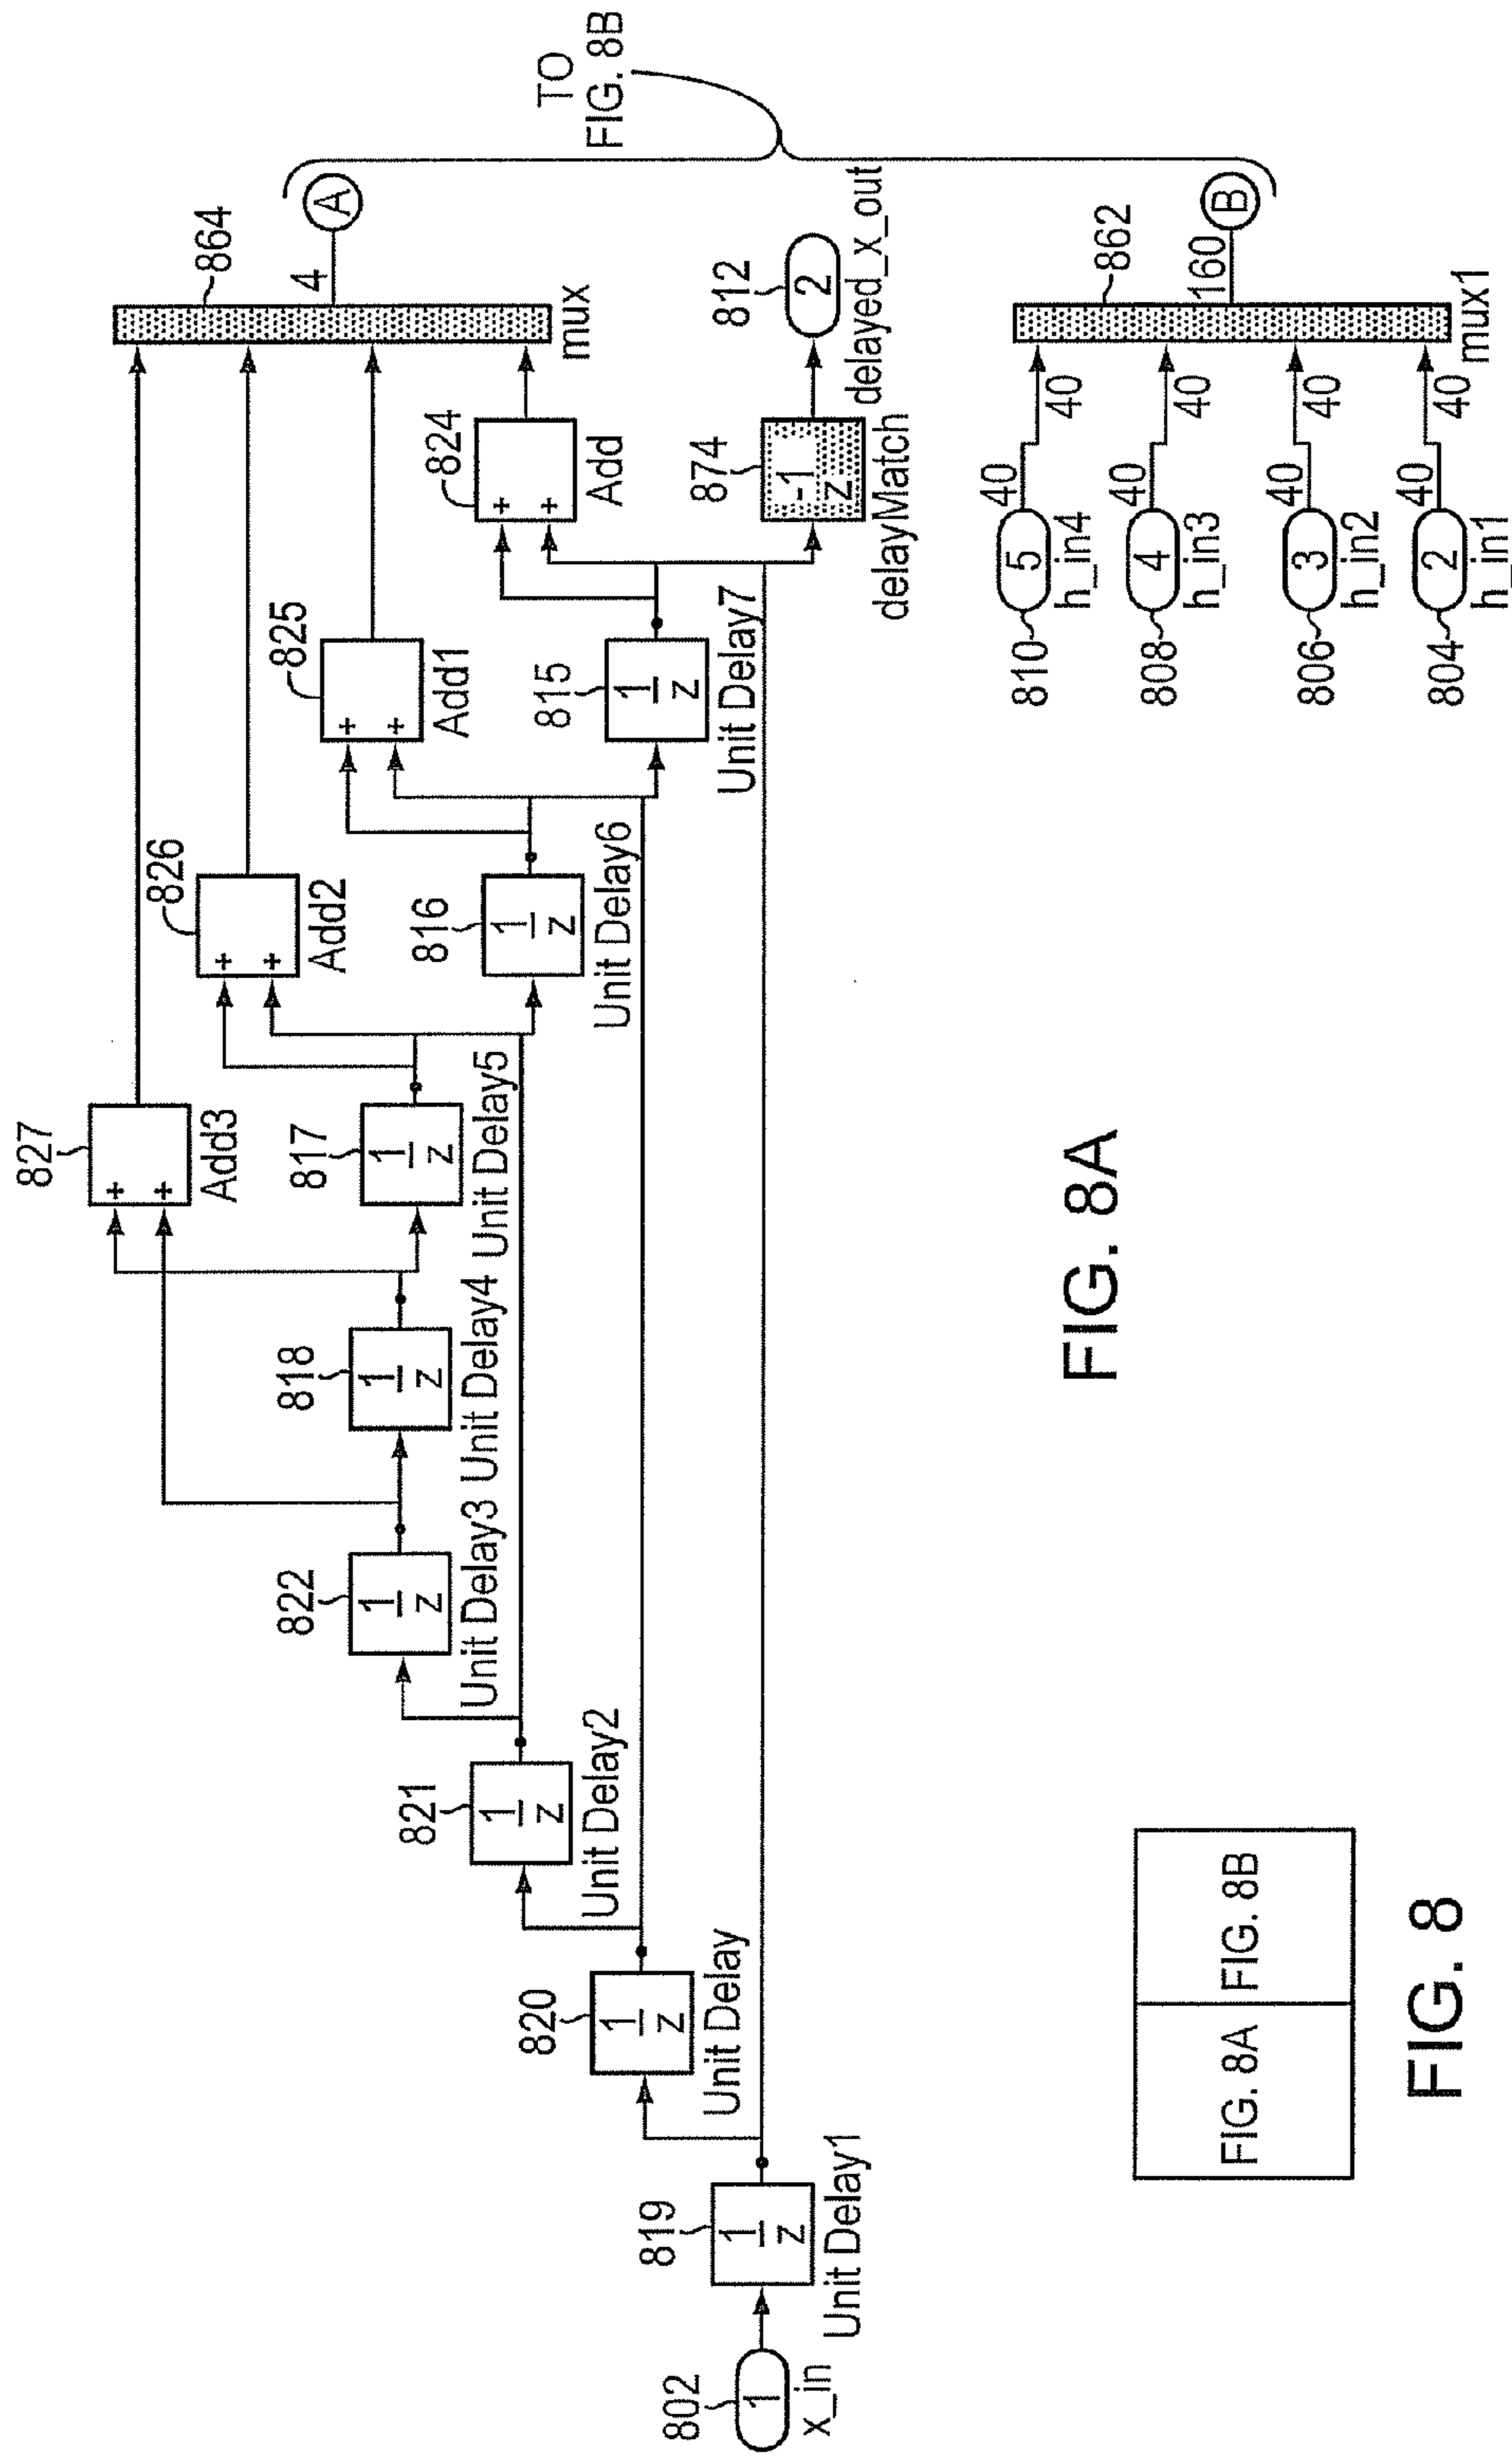 802
1
x_in
819
1
z
Unit Delay1
820
1
z
Unit Delay
821
1
z
Unit Delay2
822
1
z
Unit Delay3
818
1
z
Unit Delay4
817
1
z
Unit Delay5
816
1
z
Unit Delay6
815
1
z
Unit Delay7
827
+
+
Add3
826
+
+
Add2
825
+
+
Add1
824
+
+
Add
864
mux
4
A
874
-1
z
delayMatch
812
2
delayed_x_out
TO
FIG. 8B
810
5
h_in4
40
40
808
4
h_in3
40
40
806
3
h_in2
40
40
804
2
h_in1
40
40
862
mux1
160
B
FIG. 8A
FIG. 8A
FIG. 8B
FIG. 8